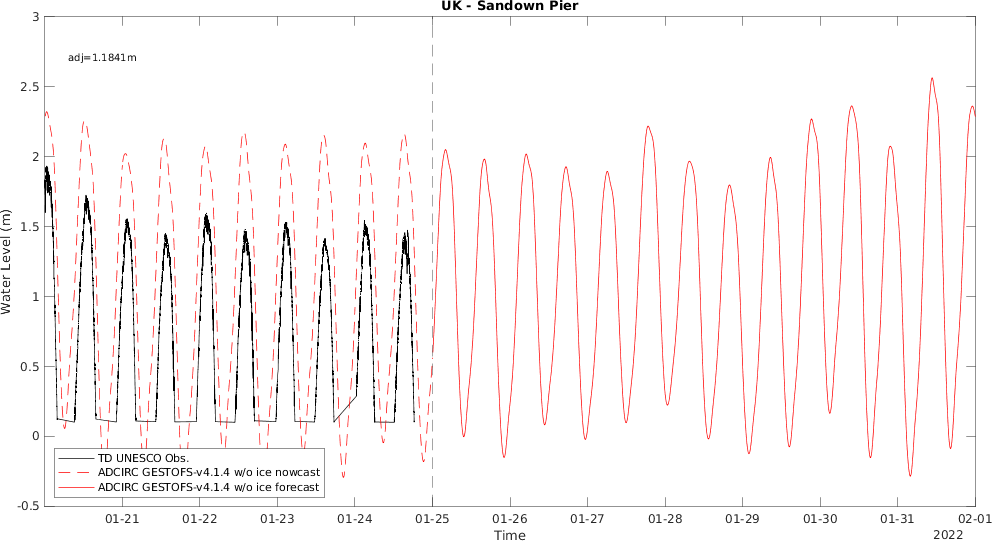 UK - Sandown Pier
3
2.5
2
1.5
1
0.5
0
-0.5
Water Level (m)
adj=1.1841m
TD UNESCO Obs.
ADCIRC GESTOFS-v4.1.4 w/o ice nowcast
ADCIRC GESTOFS-v4.1.4 w/o ice forecast
01-21 01-22 01-23 01-24 01-25 01-26 01-27 01-28 01-29 01-30 01-31 02-01
Time
2022